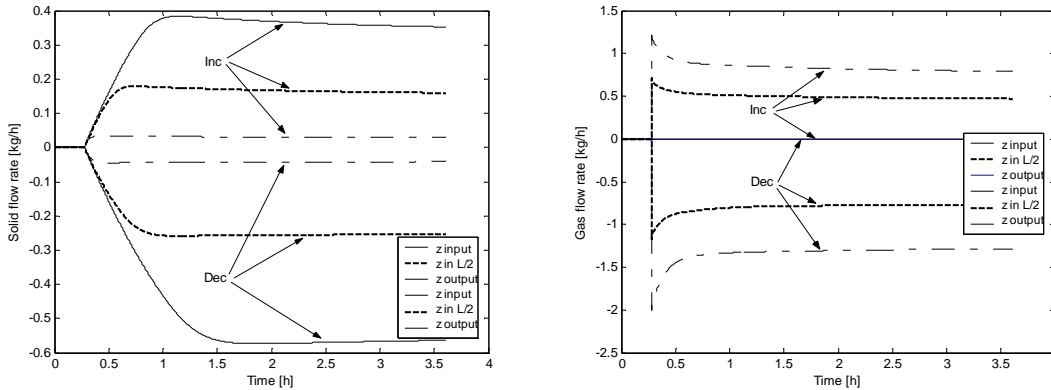 0.4
0.3
0.2
0.1
0
-0.1
-0.2
-0.3
-0.4
-0.5
-0.6
Solid flow rate [kg/h]
Inc
Dec
z input
z in L/2
z output
z input
z in L/2
z output
0 0.5 1 1.5 2 2.5 3 3.5 4
Time [h]
1.5
1
0.5
0
-0.5
-1
-1.5
-2
-2.5
Gas flow rate [kg/h]
Inc
Dec
z input
z in L/2
z output
z input
z in L/2
z output
0 0.5 1 1.5 2 2.5 3 3.5
Time [h]